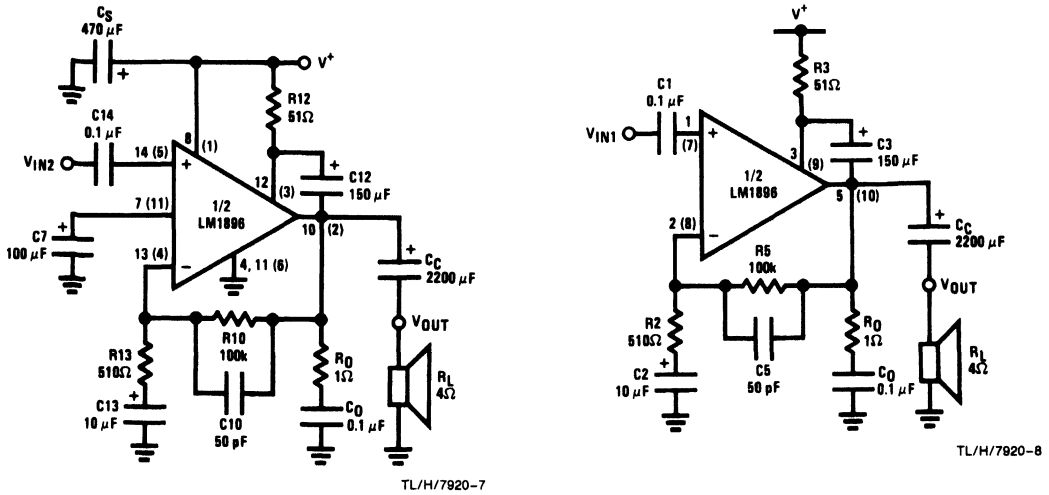 CS
470 μF
+
V+
R12
51Ω
C14
0.1 μF
8
(1)
VIN2
14 (5)
+
12
(3)
+
C12
150 μF
1/2
LM1896
7 (11)
+
C7
100 μF
10
(2)
13 (4)
−
4, 11 (6)
+
CC
2200 μF
VOUT
R10
100k
R13
510Ω
RO
1Ω
RL
4Ω
+
C13
10 μF
C10
50 pF
CO
0.1 μF
TL/H/7920-7
V+
R3
51Ω
C1
0.1 μF
VIN1
1
(7)
+
3
(9)
+
C3
150 μF
1/2
LM1896
5
(10)
2 (8)
−
+
CC
2200 μF
R5
100k
VOUT
R2
510Ω
RO
1Ω
C5
50 pF
RL
4Ω
+
C2
10 μF
CO
0.1 μF
TL/H/7920-8